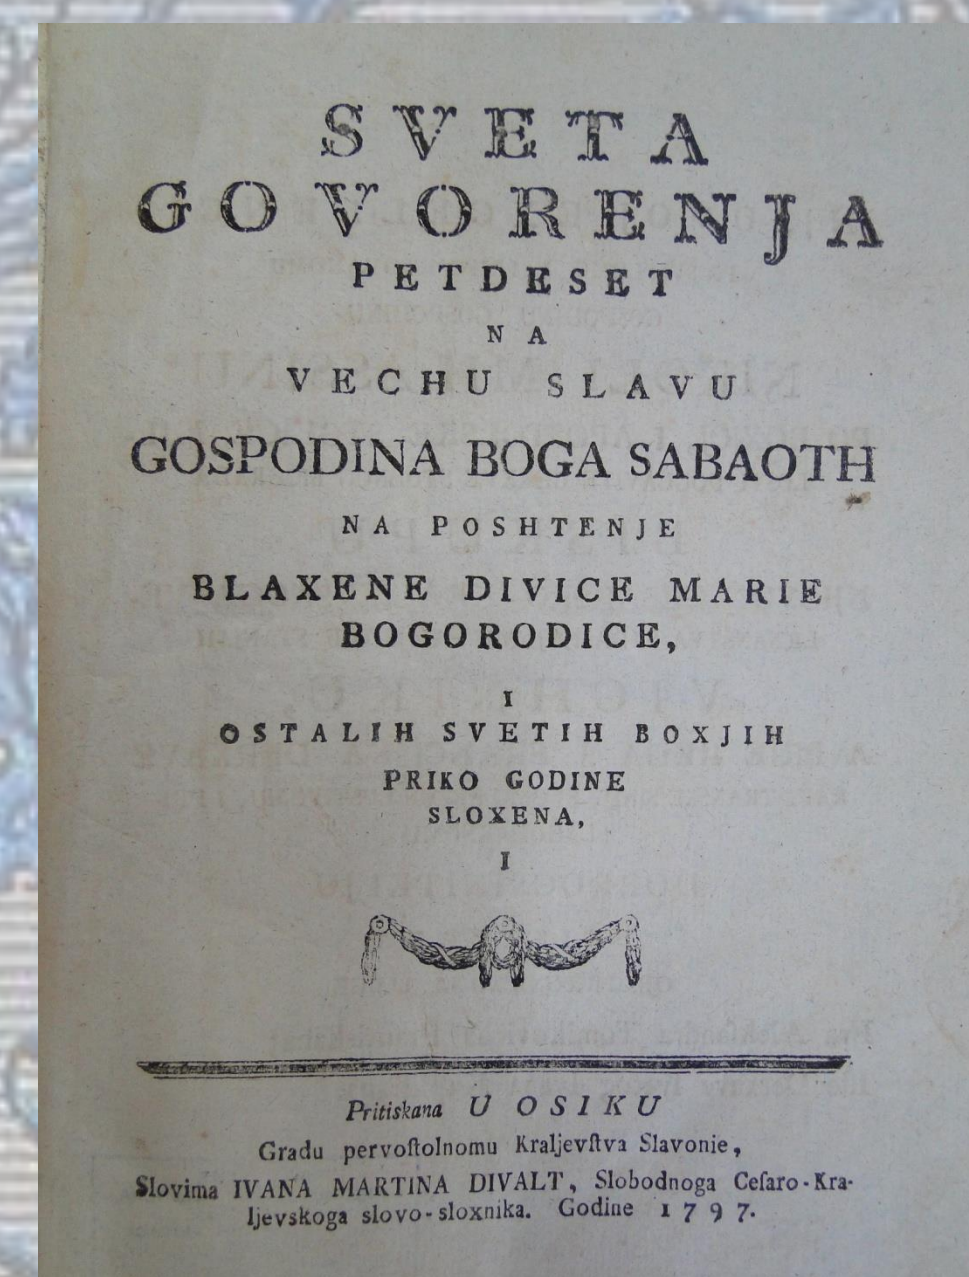 SVETA
GOVORENJA
PETDESET
NA
VECHU SLAVU
GOSPODINA BOGA SABAOTH
NA POSHTENJE
BLAXENE DIVICE MARIE
BOGORODICE,
I
OSTALIH SVETIH BOXJIH
PRIKO GODINE
SLOXENA,
I
Pritiskana U OSIKU
Gradu pervoſtolnomu Kraljevſtva Slavonie,
Slovima IVANA MARTINA DIVALT, Slobodnoga Ceſaro-Kra-
ljevskoga slovo-sloxnika. Godine 1797.